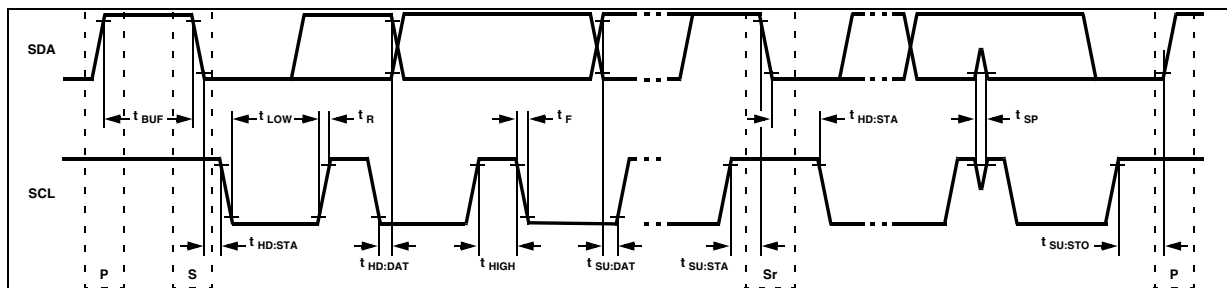 SDA
t BUF
t LOW
t R
t F
t HD:STA
t SP
SCL
t HD:STA
t HD:DAT
t HIGH
t SU:DAT
t SU:STA
t SU:STO
P
S
Sr
P